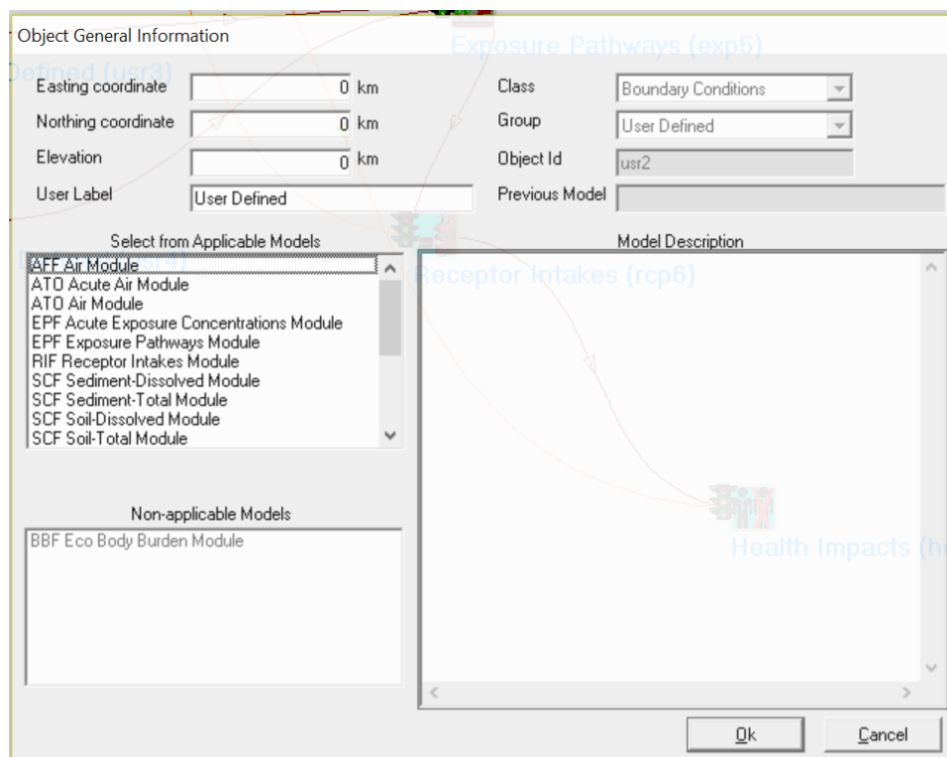 Object General Information
Exposure Pathways (exp5)
Defined (usr3)
Easting coordinate 0 km
Class Boundary Conditions
Northing coordinate 0 km
Group User Defined
Elevation 0 km
Object Id usr2
User Label User Defined
Previous Model
Select from Applicable Models
Model Description
AFF Air Module
ATO Acute Air Module
ATO Air Module
EPF Acute Exposure Concentrations Module
EPF Exposure Pathways Module
RIF Receptor Intakes Module
SCF Sediment-Dissolved Module
SCF Sediment-Total Module
SCF Soil-Dissolved Module
SCF Soil-Total Module
Receptor Intakes (rcp6)
Non-applicable Models
BBF Eco Body Burden Module
Health Impacts
Ok
Cancel